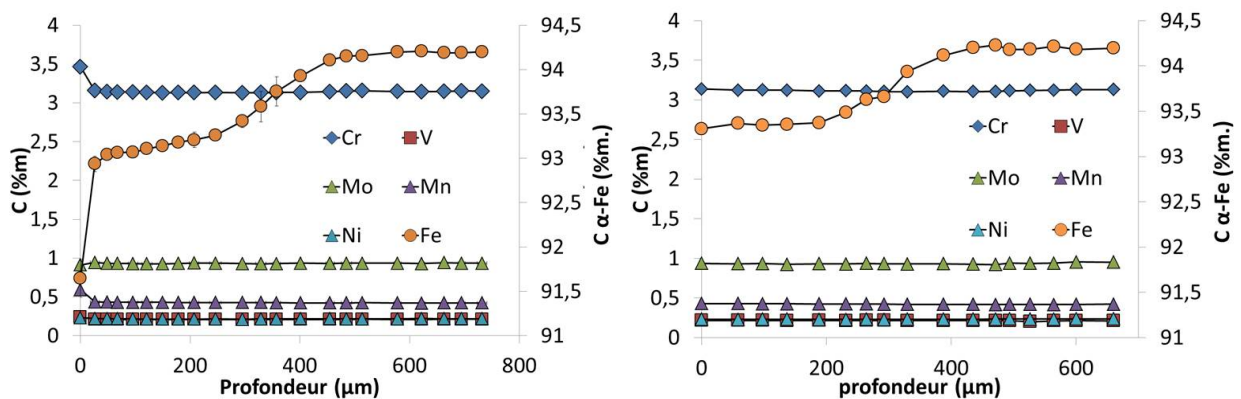 4
3,5
3
2,5
2
1,5
1
0,5
0
C (%m)
94,5
94
93,5
93
92,5
92
91,5
91
C α-Fe (%m.)
Cr
V
Mo
Mn
Ni
Fe
0
200
400
600
800
Profondeur (µm)
4
3,5
3
2,5
2
1,5
1
0,5
0
C (%m)
94,5
94
93,5
93
92,5
92
91,5
91
C α-Fe (%m.)
Cr
V
Mo
Mn
Ni
Fe
0
200
400
600
profondeur (µm)